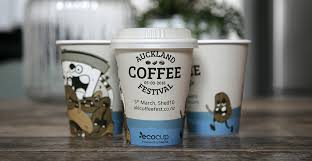 AUCKLAND
COFFEE
FESTIVAL
5th March, Shed10
aklcoffeefest.co.nz
ecocup